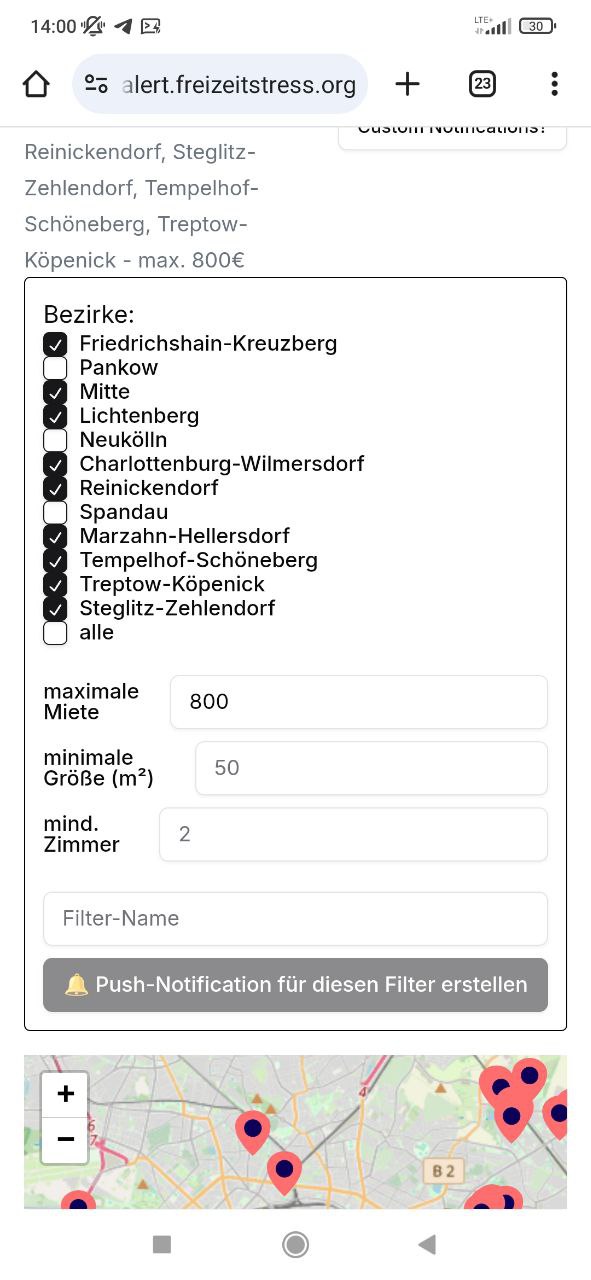 14:00
LTE+
30
alert.freizeitstress.org
23
Custom Notifications!
Reinickendorf, Steglitz-
Zehlendorf, Tempelhof-
Schöneberg, Treptow-
Köpenick - max. 800€
Bezirke:
Friedrichshain-Kreuzberg
Pankow
Mitte
Lichtenberg
Neukölln
Charlottenburg-Wilmersdorf
Reinickendorf
Spandau
Marzahn-Hellersdorf
Tempelhof-Schöneberg
Treptow-Köpenick
Steglitz-Zehlendorf
alle
maximale
Miete
800
minimale
Größe (m²)
50
mind.
Zimmer
2
Filter-Name
🔔 Push-Notification für diesen Filter erstellen
+
−
4
6
7
B 2